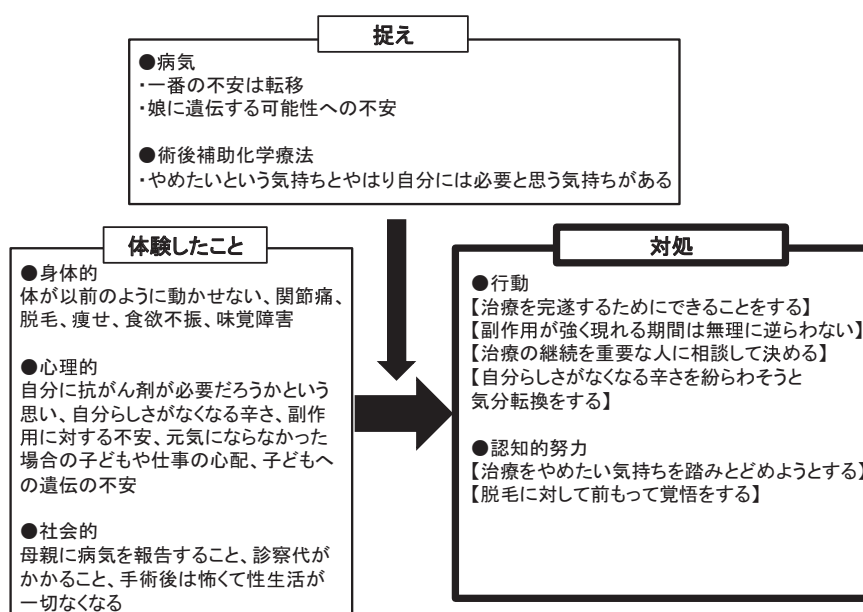 捉え
●病気
・一番の不安は転移
・娘に遺伝する可能性への不安
●術後補助化学療法
・やめたいという気持ちとやはり自分には必要と思う気持ちがある
体験したこと
●身体的
体が以前のように動かせない、関節痛、
脱毛、痩せ、食欲不振、味覚障害
●心理的
自分に抗がん剤が必要だろうかという
思い、自分らしさがなくなる辛さ、副作
用に対する不安、元気にならなかった
場合の子どもや仕事の心配、子どもへ
の遺伝の不安
●社会的
母親に病気を報告すること、診察代が
かかること、手術後は怖くて性生活が
一切なくなる
対処
●行動
【治療を完遂するためにできることをする】
【副作用が強く現れる期間は無理に逆らわない】
【治療の継続を重要な人に相談して決める】
【自分らしさがなくなる辛さを紛らわそうと
気分転換をする】
●認知的努力
【治療をやめたい気持ちを踏みとどめようとする】
【脱毛に対して前もって覚悟をする】